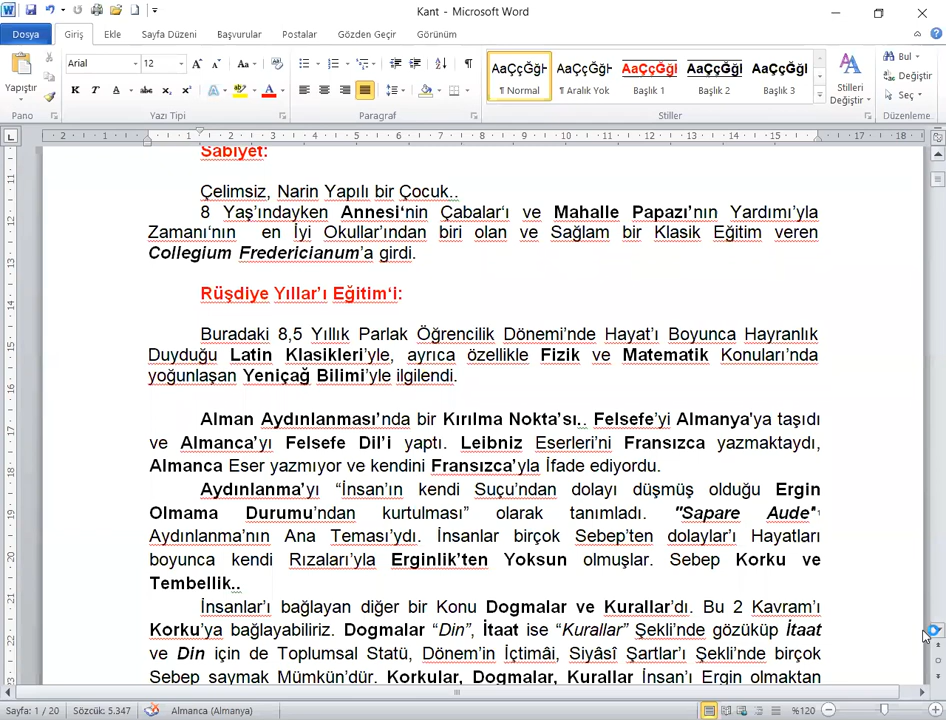 Kant - Microsoft Word
Dosya Giriş Ekle Sayfa Düzeni Başvurular Postalar Gözden Geçir Görünüm
Yapıştır
Pano
Arial 12
Yazı Tipi
Paragraf
AaÇçĞğH AaÇçĞğH AaÇçĞğl AaÇçĞğl AaÇçĞğl
¶ Normal ¶ Aralık Yok Başlık 1 Başlık 2 Başlık 3
Stiller
Stilleri Değiştir
Bul
Değiştir
Seç
Düzenleme
Sabiyet:
Çelimsiz, Narin Yapılı bir Çocuk..
8 Yaş’ındayken Annesi‘nin Çabalar‘ı ve Mahalle Papazı’nın Yardımı’yla
Zamanı‘nın en İyi Okullar’ından biri olan ve Sağlam bir Klasik Eğitim veren
Collegium Fredericianum’a girdi.
Rüşdiye Yıllar’ı Eğitim‘i:
Buradaki 8,5 Yıllık Parlak Öğrencilik Dönemi’nde Hayat’ı Boyunca Hayranlık
Duyduğu Latin Klasikleri’yle, ayrıca özellikle Fizik ve Matematik Konuları’nda
yoğunlaşan Yeniçağ Bilimi’yle ilgilendi.
Alman Aydınlanması’nda bir Kırılma Nokta’sı.. Felsefe’yi Almanya'ya taşıdı
ve Almanca’yı Felsefe Dil’i yaptı. Leibniz Eserleri’ni Fransızca yazmaktaydı,
Almanca Eser yazmıyor ve kendini Fransızca’yla İfade ediyordu.
Aydınlanma'yı “İnsan’ın kendi Suçu’ndan dolayı düşmüş olduğu Ergin
Olmama Durumu’ndan kurtulması” olarak tanımladı. "Sapare Aude"
Aydınlanma’nın Ana Teması’ydı. İnsanlar birçok Sebep’ten dolaylar’ı Hayatları
boyunca kendi Rızaları’yla Erginlik’ten Yoksun olmuşlar. Sebep Korku ve
Tembellik..
İnsanlar’ı bağlayan diğer bir Konu Dogmalar ve Kurallar’dı. Bu 2 Kavram’ı
Korku’ya bağlayabiliriz. Dogmalar “Din”, İtaat ise “Kurallar” Şekli’nde gözüküp İtaat
ve Din için de Toplumsal Statü, Dönem’in İçtimâi, Siyâsî Şartlar’ı Şekli’nde birçok
Sebep saymak Mümkün’dür. Korkular, Dogmalar, Kurallar İnsan’ı Ergin olmaktan
Sayfa: 1 / 20 Sözcük: 5.347 Almanca (Almanya) %120